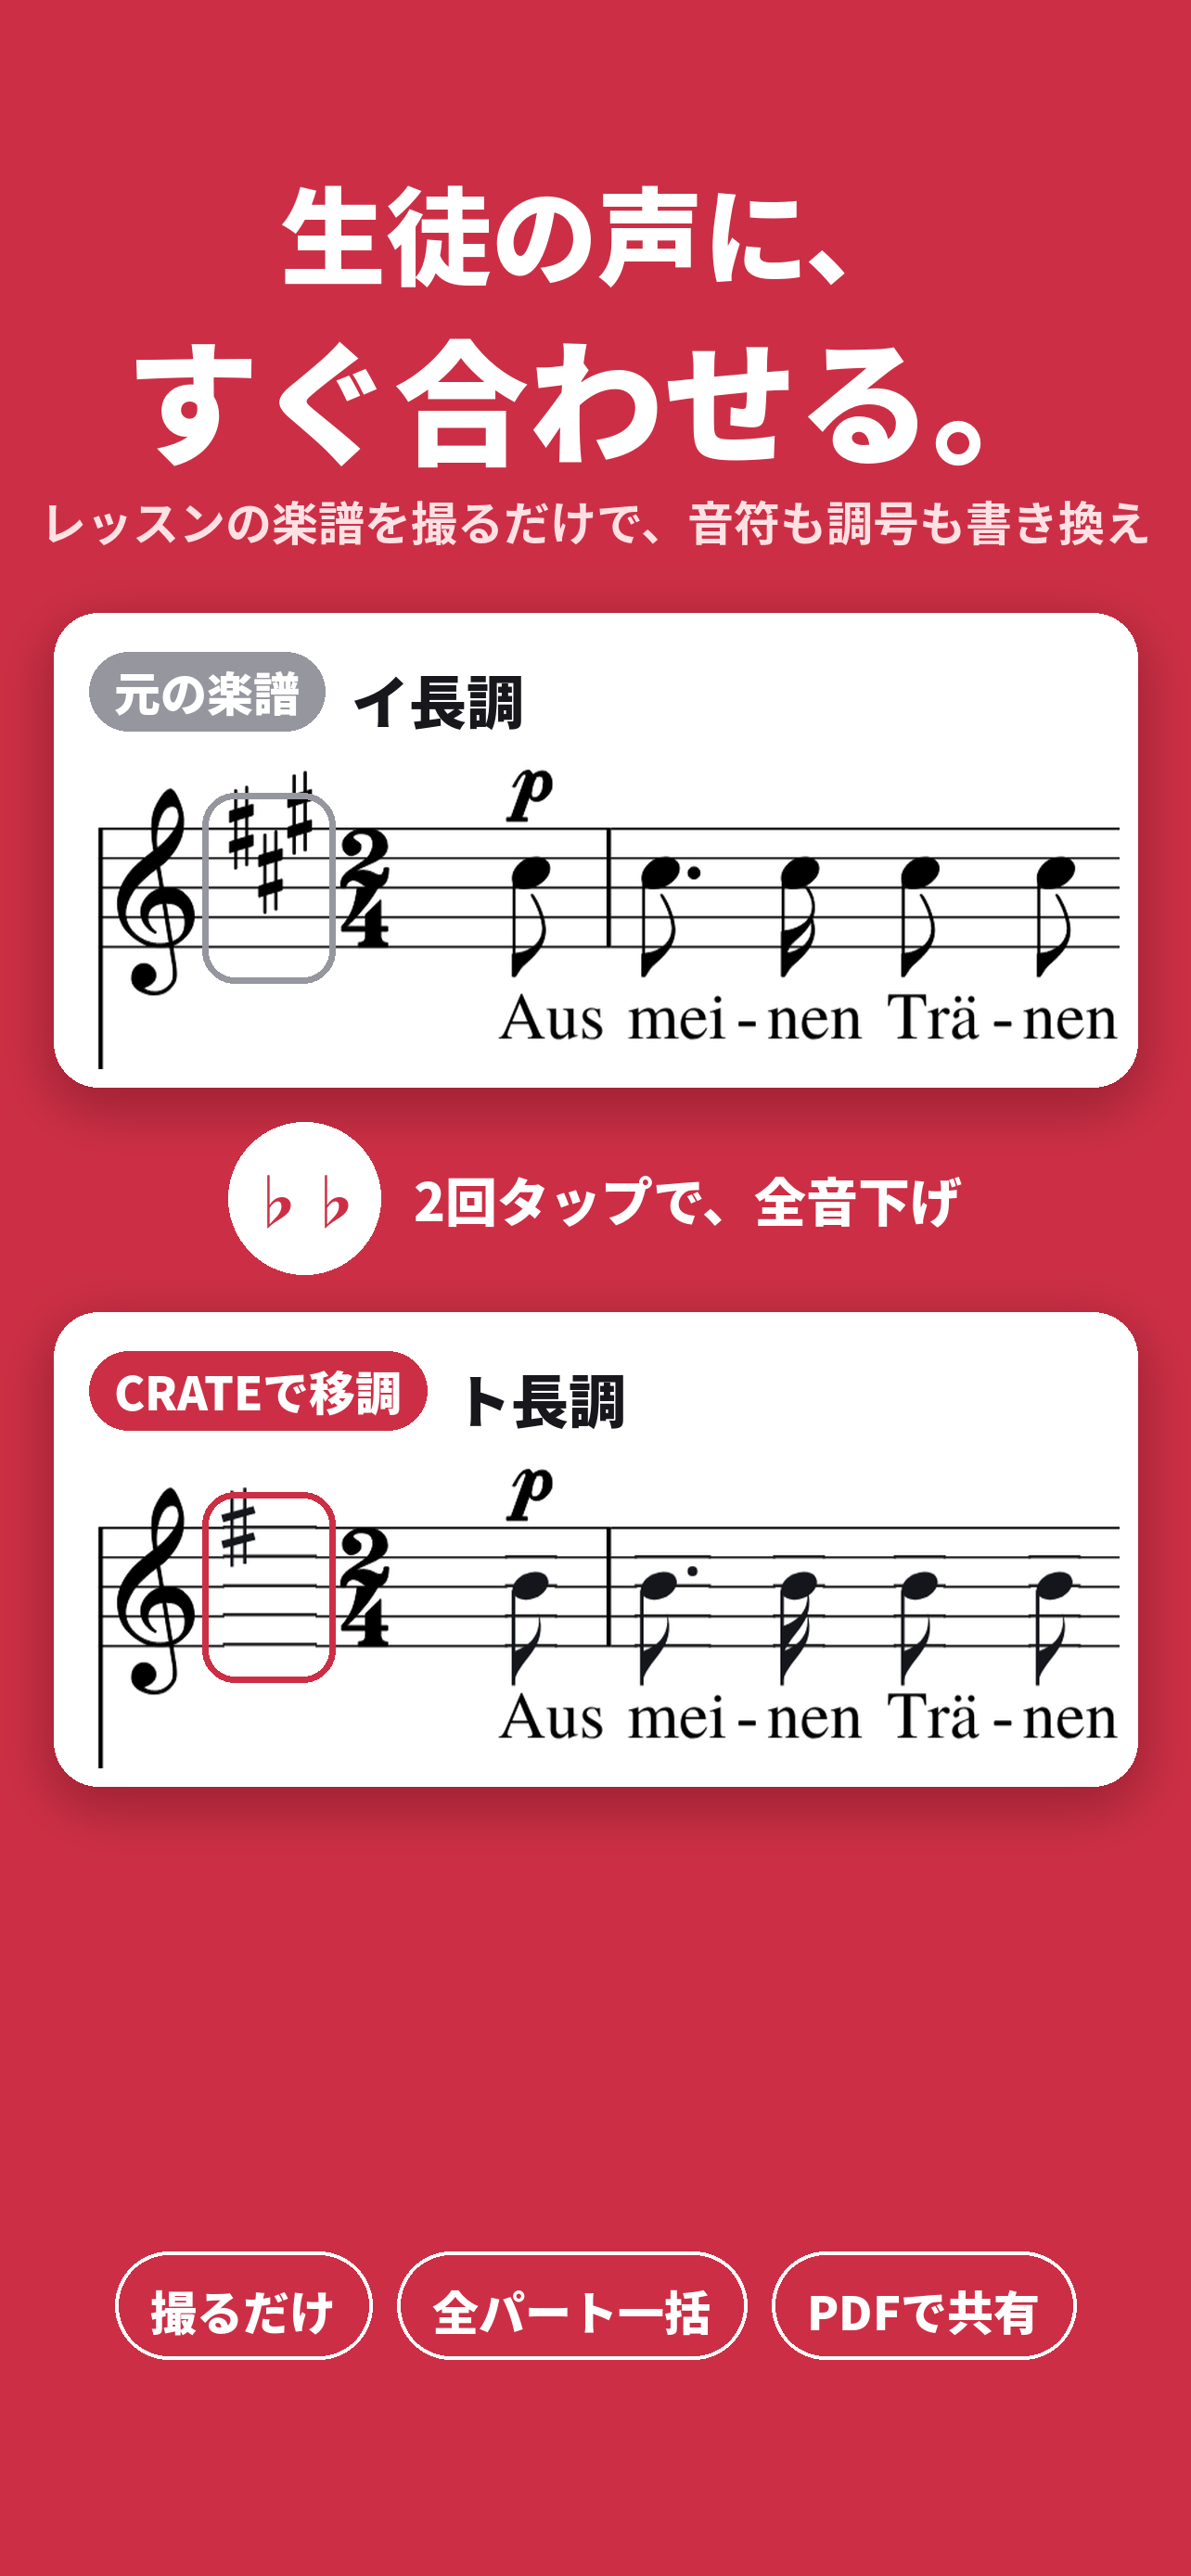 生徒の声に、
すぐ合わせる。
レッスンの楽譜を撮るだけで、音符も調号も書き換え
元の楽譜 イ長調
p
2
4
Aus mei - nen Trä - nen
♭ ♭ 2回タップで、全音下げ
CRATEで移調 ト長調
p
2
4
Aus mei - nen Trä - nen
撮るだけ 全パート一括 PDFで共有